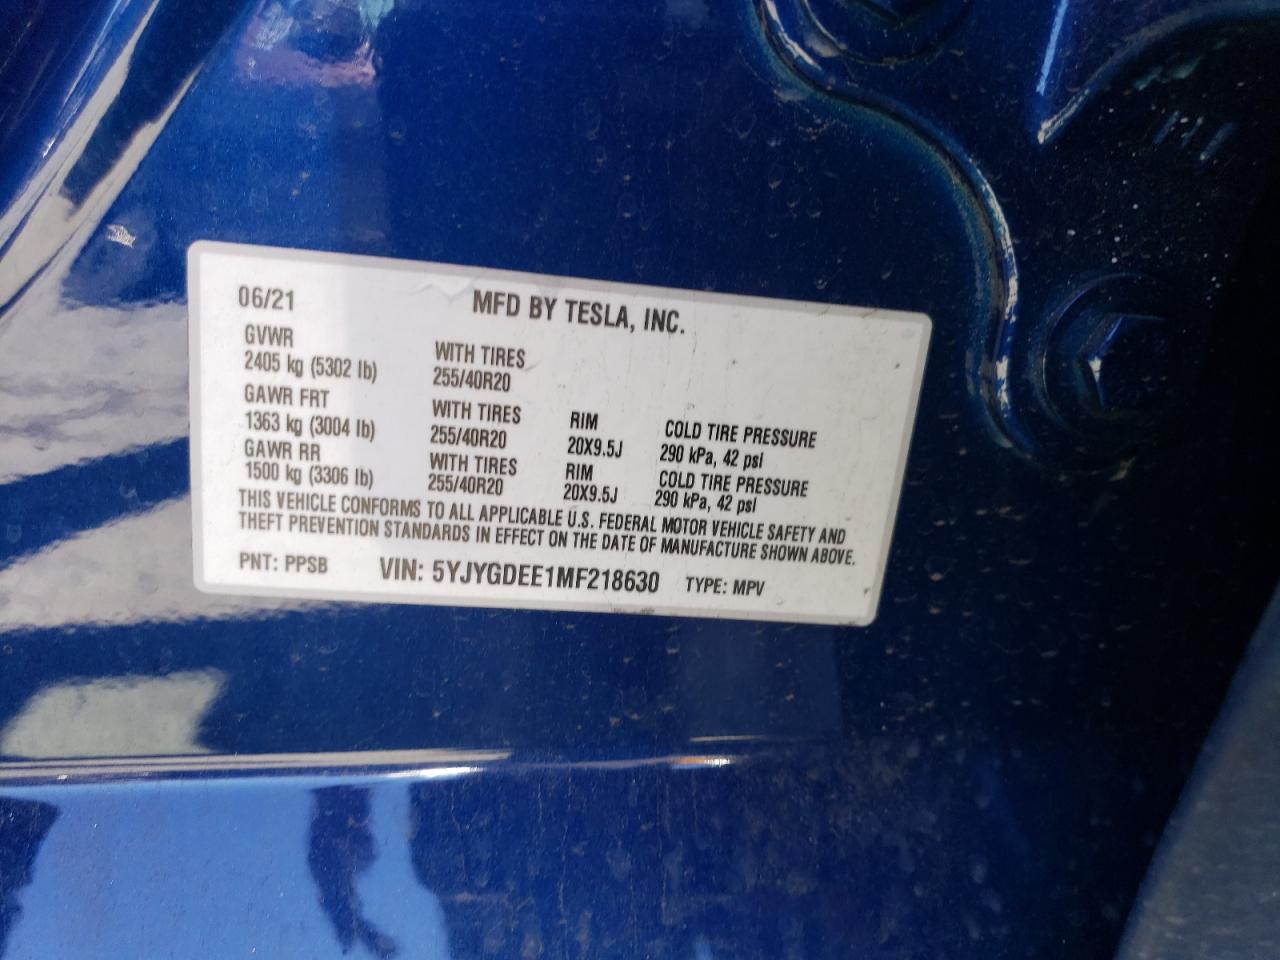 06/21 MFD BY TESLA, INC.
GVWR
2405 kg (5302 lb) WITH TIRES 255/40R20
GAWR FRT
1363 kg (3004 lb) WITH TIRES 255/40R20 RIM 20X9.5J COLD TIRE PRESSURE 290 kPa, 42 psi
GAWR RR
1500 kg (3306 lb) WITH TIRES 255/40R20 RIM 20X9.5J COLD TIRE PRESSURE 290 kPa, 42 psi
THIS VEHICLE CONFORMS TO ALL APPLICABLE U.S. FEDERAL MOTOR VEHICLE SAFETY AND
THEFT PREVENTION STANDARDS IN EFFECT ON THE DATE OF MANUFACTURE SHOWN ABOVE.
PNT: PPSB VIN: 5YJYGDEE1MF218630 TYPE: MPV